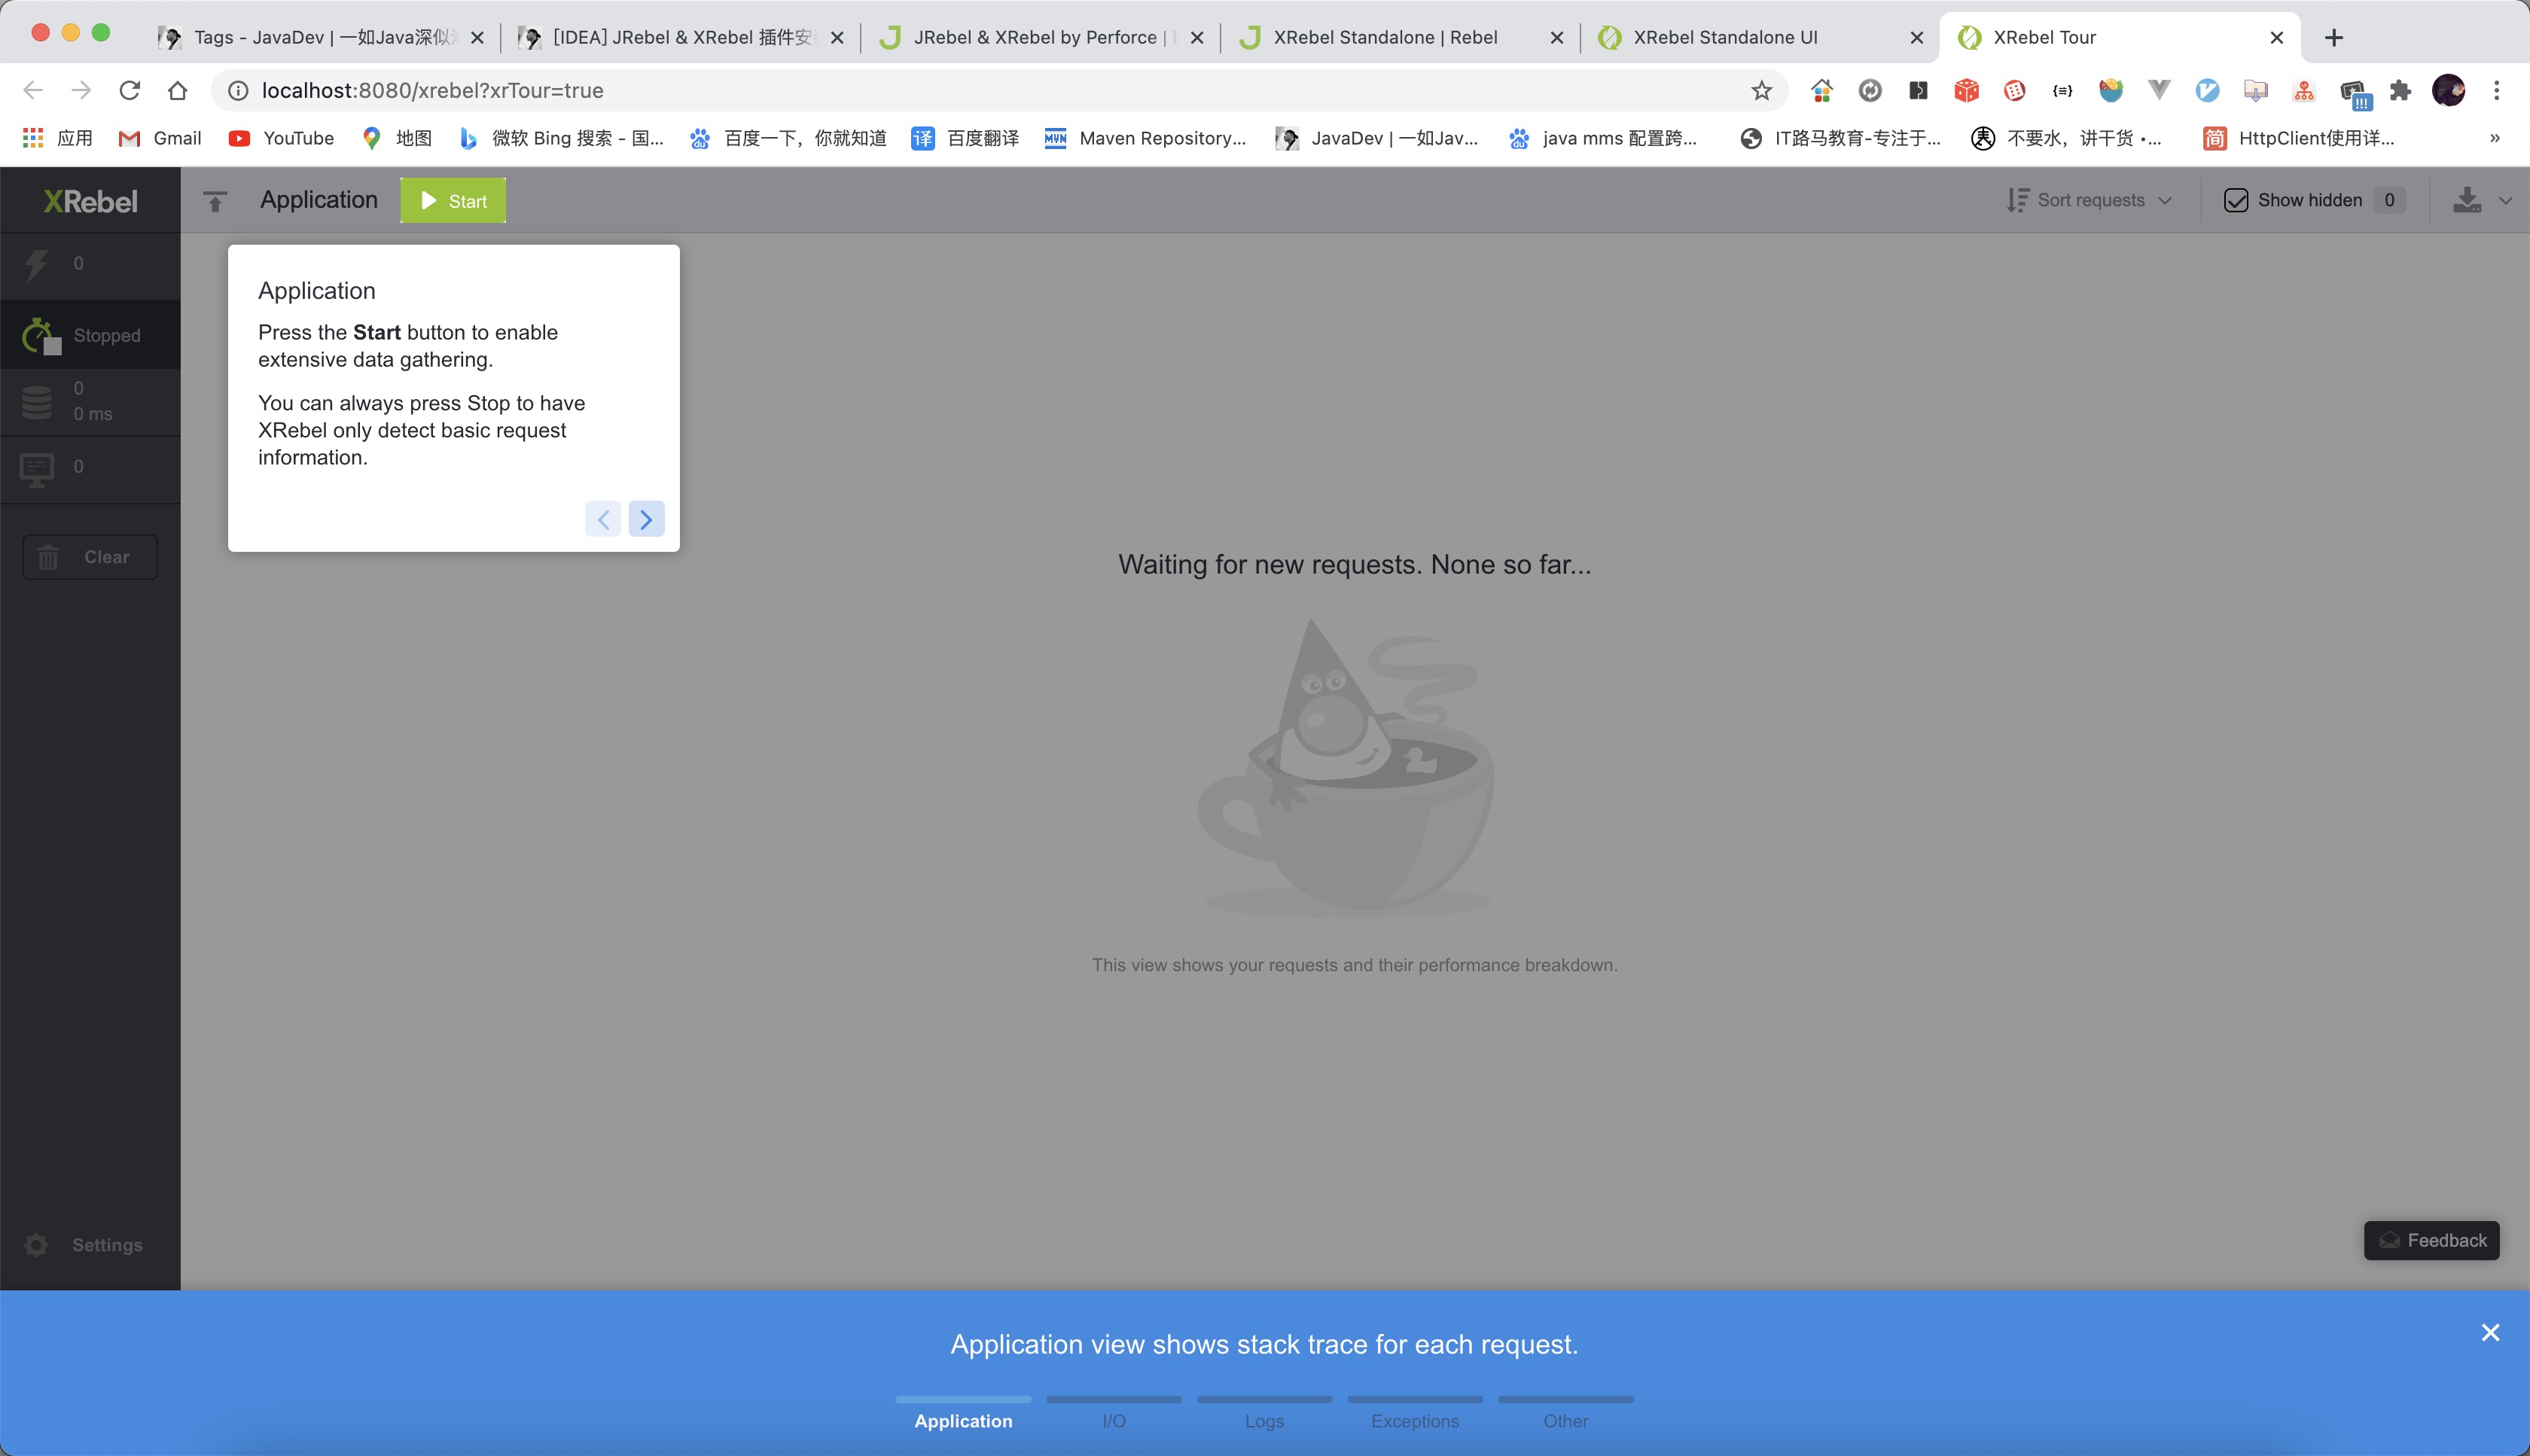 Tags - JavaDev | 一如Java深似
[IDEA] JRebel & XRebel 插件安
JRebel & XRebel by Perforce |
XRebel Standalone | Rebel
XRebel Standalone UI
XRebel Tour
localhost:8080/xrebel?xrTour=true
应用
Gmail
YouTube
地图
微软 Bing 搜索 - 国...
百度一下，你就知道
百度翻译
Maven Repository...
JavaDev | 一如Jav...
java mms 配置跨...
IT路马教育-专注于...
不要水，讲干货 •...
HttpClient使用详...
»
XRebel
Application
Start
Sort requests
Show hidden
0
0
Stopped
0
0 ms
0
Clear
Settings
Application
Press the Start button to enable
extensive data gathering.
You can always press Stop to have
XRebel only detect basic request
information.
Waiting for new requests. None so far...
This view shows your requests and their performance breakdown.
Feedback
Application view shows stack trace for each request.
Application
I/O
Logs
Exceptions
Other